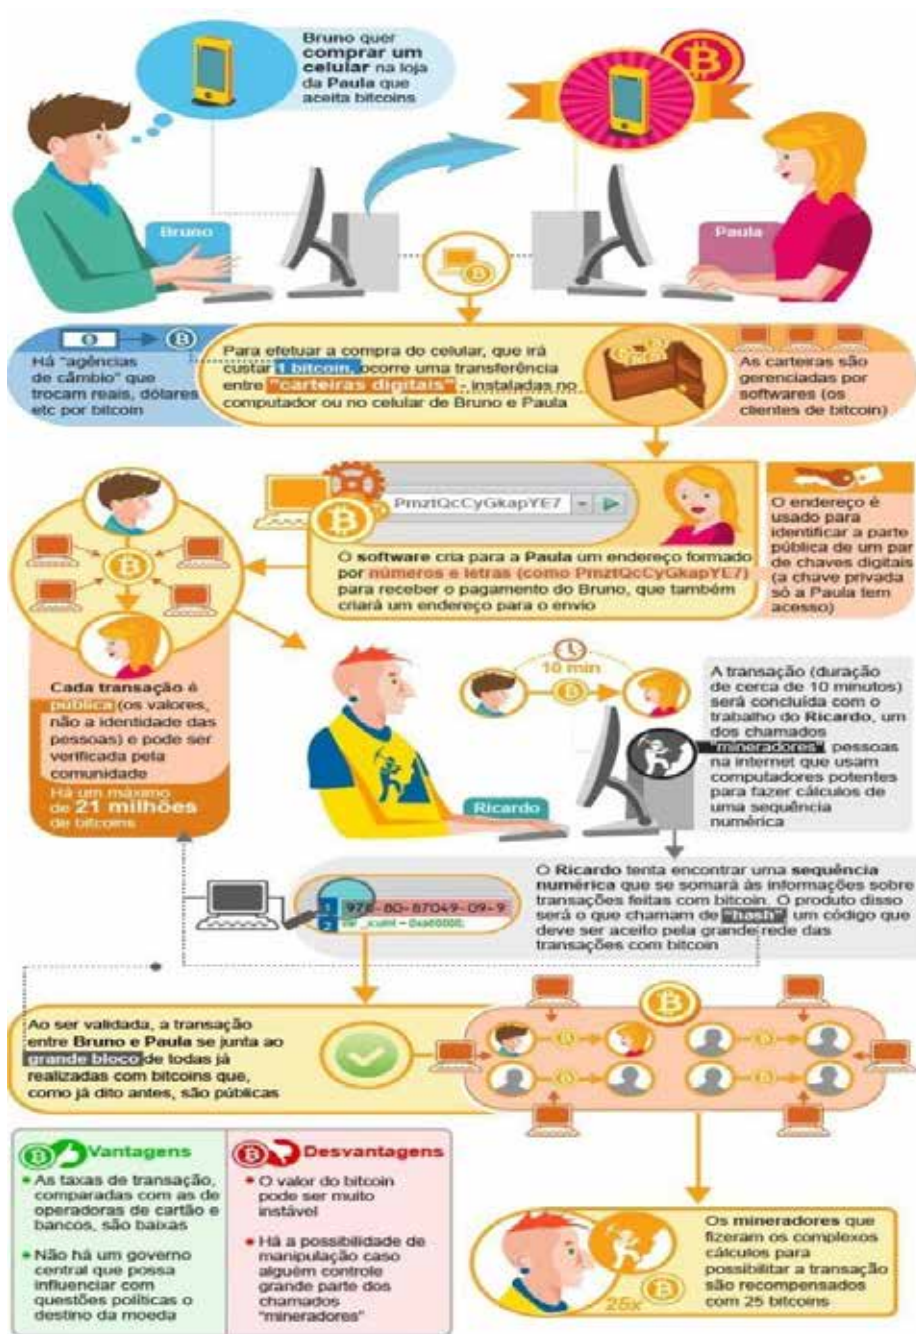 Bruno quer
comprar um
celular na loja
da Paula que
aceita bitcoins
Bruno
Paula
Há "agências
de câmbio" que
trocam reais, dólares
etc por bitcoin
Para efetuar a compra do celular, que irá
custar 1 bitcoin, ocorre uma transferência
entre "carteiras digitais" - instaladas no
computador ou no celular de Bruno e Paula
As carteiras são
gerenciadas por
softwares (os
clientes de bitcoin)
PmztQcCyGkapYE7
O software cria para a Paula um endereço formado
por números e letras (como PmztQcCyGkapYE7)
para receber o pagamento do Bruno, que também
criará um endereço para o envio
O endereço é
usado para
identificar a parte
pública de um par
de chaves digitais
(a chave privada
só a Paula tem
acesso)
Cada transação é
pública (os valores,
não a identidade das
pessoas) e pode ser
verificada pela
comunidade
Há um máximo
de 21 milhões
de bitcoins
10 min
Ricardo
A transação (duração
de cerca de 10 minutos)
será concluída com o
trabalho do Ricardo, um
dos chamados
"mineradores", pessoas
na internet que usam
computadores potentes
para fazer cálculos de
uma sequência
numérica
1 978-80-87049-09-9
2
O Ricardo tenta encontrar uma sequência
numérica que se somará às informações sobre
transações feitas com bitcoin. O produto disso
será o que chamam de "hash", um código que
deve ser aceito pela grande rede das
transações com bitcoin
Ao ser validada, a transação
entre Bruno e Paula se junta ao
grande bloco de todas já
realizadas com bitcoins que,
como já dito antes, são públicas
Vantagens
As taxas de transação,
comparadas com as de
operadoras de cartão e
bancos, são baixas
Não há um governo
central que possa
influenciar com
questões políticas o
destino da moeda
Desvantagens
O valor do bitcoin
pode ser muito
instável
Há a possibilidade de
manipulação caso
alguém controle
grande parte dos
chamados
"mineradores"
Os mineradores que
fizeram os complexos
cálculos para
possibilitar a transação
são recompensados
com 25 bitcoins
25x